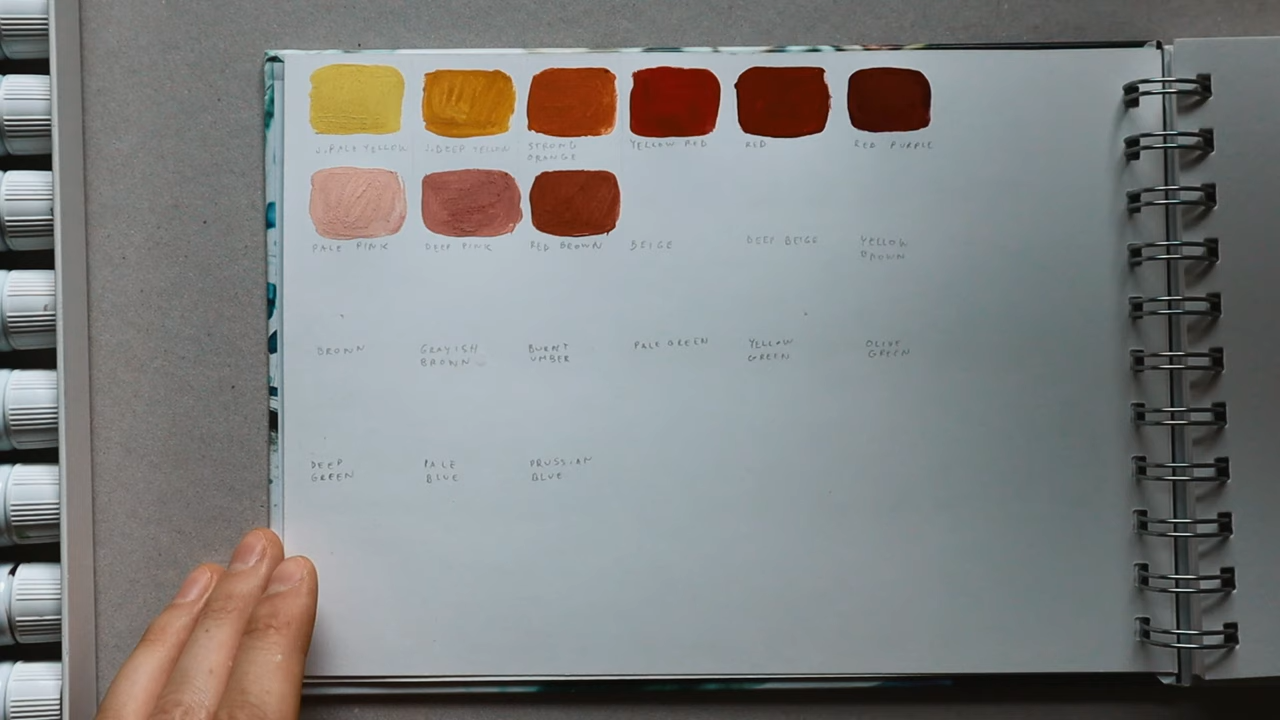 J. PALE YELLOW
J. DEEP YELLOW
STRONG
ORANGE
YELLOW RED
RED
RED PURPLE
PALE PINK
DEEP PINK
RED BROWN
BEIGE
DEEP BEIGE
YELLOW
BROWN
BROWN
GRAYISH
BROWN
BURNT
UMBER
PALE GREEN
YELLOW
GREEN
OLIVE
GREEN
DEEP
GREEN
PALE
BLUE
PRUSSIAN
BLUE